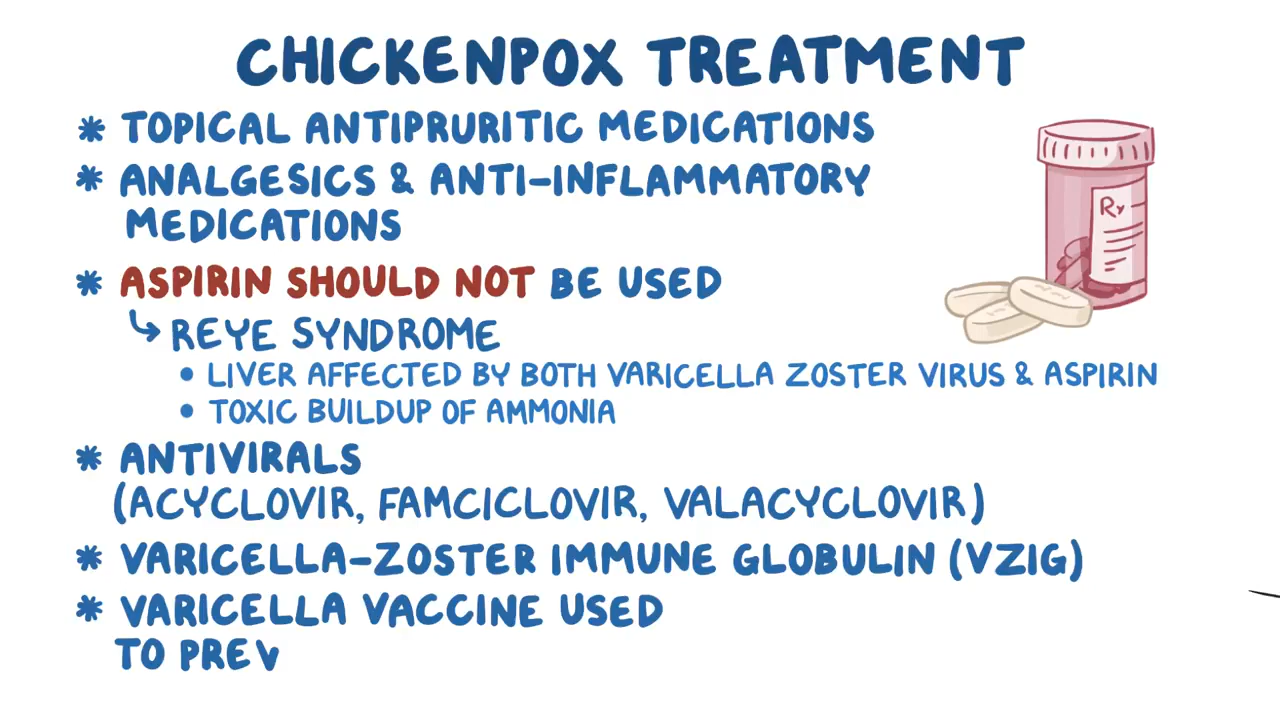 CHICKENPOX TREATMENT
* TOPICAL ANTIPRURITIC MEDICATIONS
* ANALGESICS & ANTI-INFLAMMATORY
MEDICATIONS
* ASPIRIN SHOULD NOT BE USED
↳ REYE SYNDROME
• LIVER AFFECTED BY BOTH VARICELLA ZOSTER VIRUS & ASPIRIN
• TOXIC BUILDUP OF AMMONIA
* ANTIVIRALS
(ACYCLOVIR, FAMCICLOVIR, VALACYCLOVIR)
* VARICELLA-ZOSTER IMMUNE GLOBULIN (VZIG)
* VARICELLA VACCINE USED
TO PREV
Rx